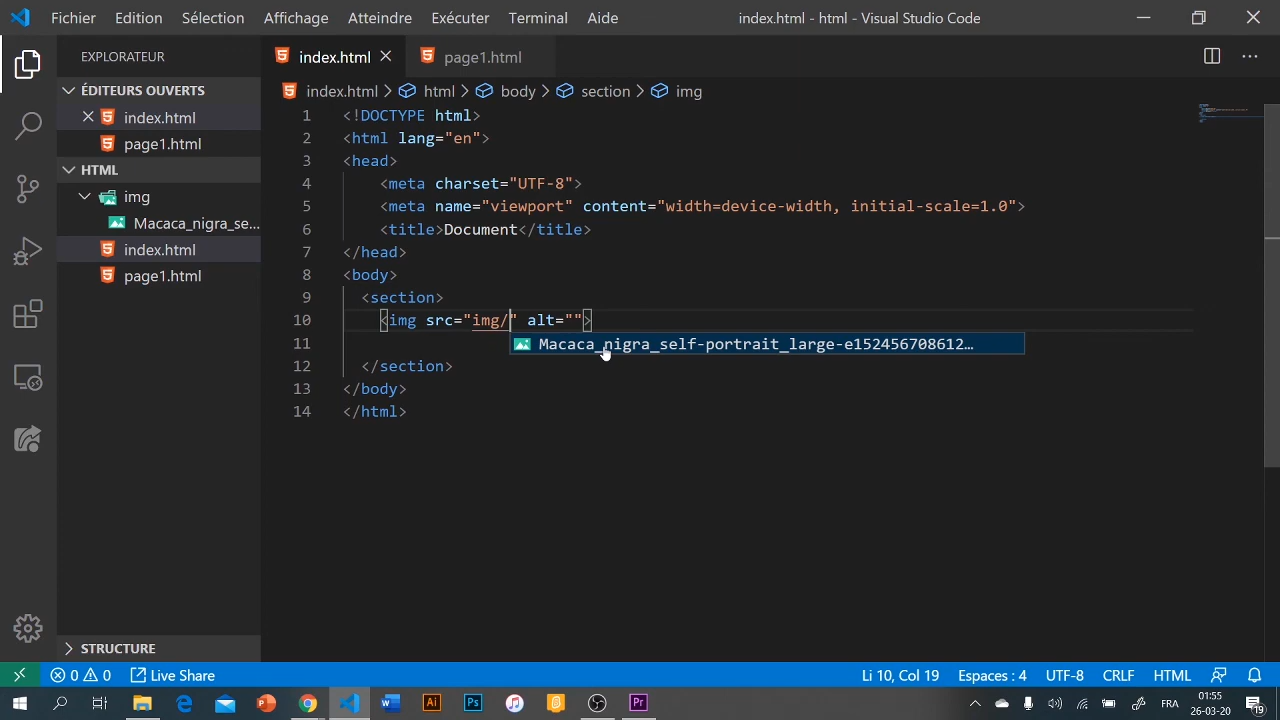 Fichier Edition Sélection Affichage Atteindre Exécuter Terminal Aide index.html - html - Visual Studio Code
EXPLORATEUR
ÉDITEURS OUVERTS
index.html
page1.html
HTML
img
Macaca_nigra_se...
index.html
page1.html
STRUCTURE
index.html page1.html
index.html > html > body > section > img
1 <!DOCTYPE html>
2 <html lang="en">
3 <head>
4 <meta charset="UTF-8">
5 <meta name="viewport" content="width=device-width, initial-scale=1.0">
6 <title>Document</title>
7 </head>
8 <body>
9 <section>
10 <img src="img/" alt="">
11
Macaca_nigra_self-portrait_large-e152456708612…
12 </section>
13 </body>
14 </html>
0 0 Live Share Li 10, Col 19 Espaces : 4 UTF-8 CRLF HTML
Ai Ps Pr FRA 01:55
26-03-20 19